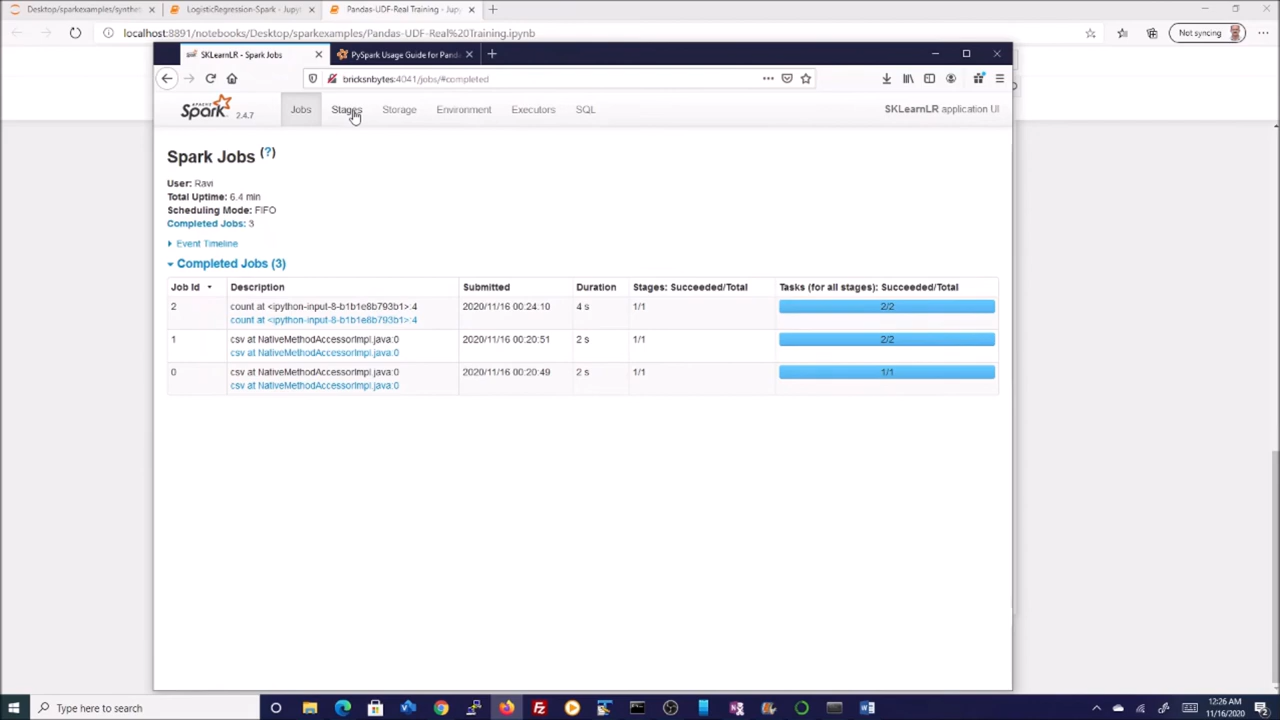 Desktop/sparkexamples/synthet
LogisticRegression-Spark - Jupyt
Pandas-UDF-Real Training - Jup
localhost:8891/notebooks/Desktop/sparkexamples/Pandas-UDF-Real%20Training.ipynb
Not syncing
SKLearnLR - Spark Jobs
PySpark Usage Guide for Panda
bricksnbytes:4041/jobs/#completed
APACHE Spark 2.4.7
Jobs
Stages
Storage
Environment
Executors
SQL
SKLearnLR application UI
Spark Jobs (?)
User: Ravi
Total Uptime: 6.4 min
Scheduling Mode: FIFO
Completed Jobs: 3
Event Timeline
Completed Jobs (3)
Job Id Description Submitted Duration Stages: Succeeded/Total Tasks (for all stages): Succeeded/Total
2 count at <ipython-input-8-b1b1e8b793b1>:4 2020/11/16 00:24:10 4 s 1/1 2/2
count at <ipython-input-8-b1b1e8b793b1>:4
1 csv at NativeMethodAccessorImpl.java:0 2020/11/16 00:20:51 2 s 1/1 2/2
csv at NativeMethodAccessorImpl.java:0
0 csv at NativeMethodAccessorImpl.java:0 2020/11/16 00:20:49 2 s 1/1 1/1
csv at NativeMethodAccessorImpl.java:0
Type here to search
12:26 AM
11/16/2020